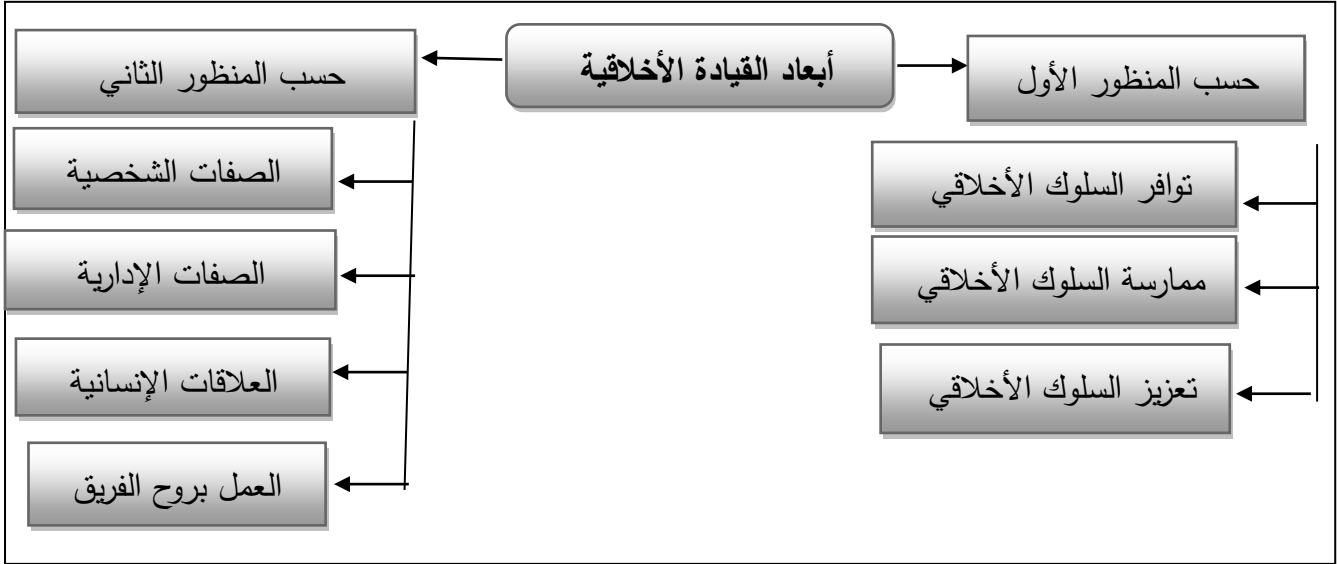 أبعاد القيادة الأخلاقية
حسب المنظور الأول
توافر السلوك الأخلاقي
ممارسة السلوك الأخلاقي
تعزيز السلوك الأخلاقي
حسب المنظور الثاني
الصفات الشخصية
الصفات الإدارية
العلاقات الإنسانية
العمل بروح الفريق